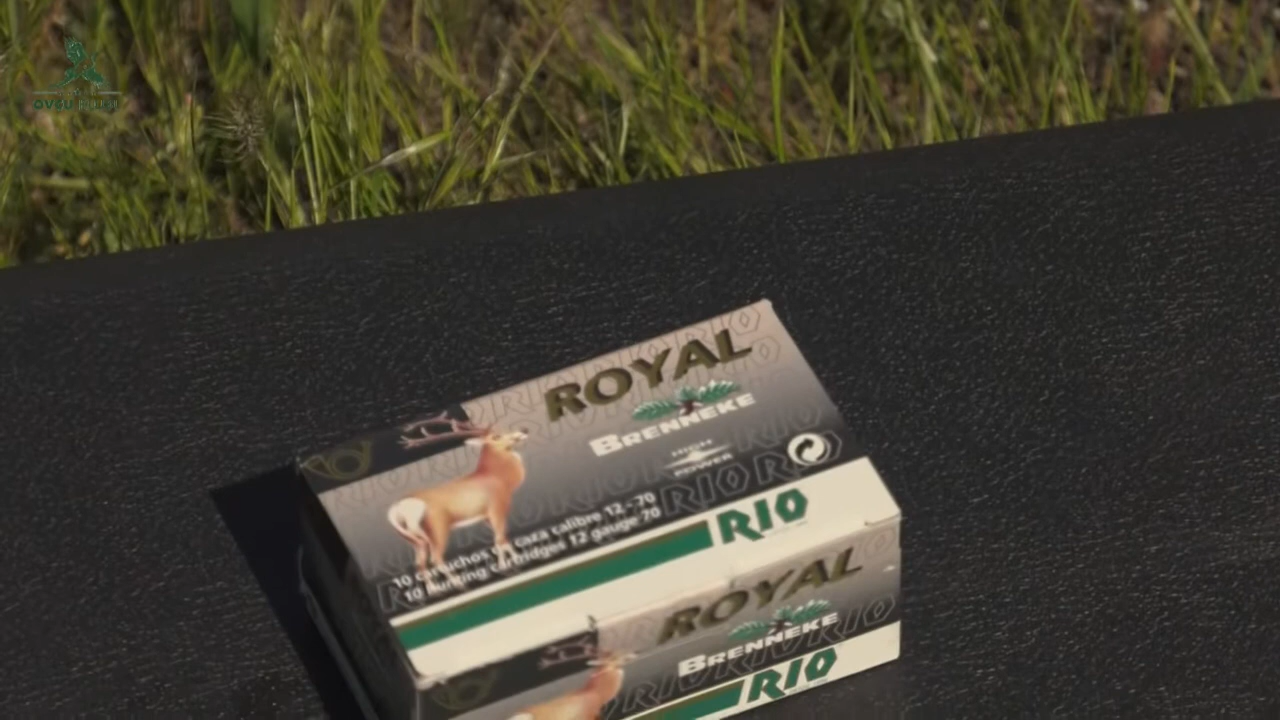 ROYAL
BRENNEKE
HIGH
POWER
10 cartuchos de caza calibre 12 - 70
10 hunting cartridges 12 gauge 70
RIO
ROYAL
BRENNEKE
RIO